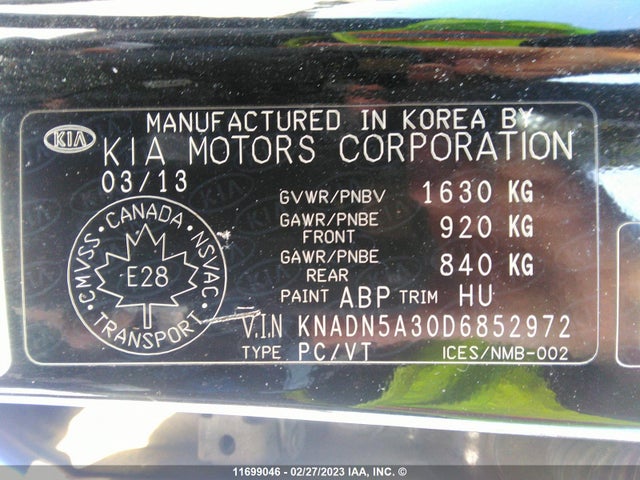 MANUFACTURED IN KOREA BY
KIA KIA MOTORS CORPORATION
03/13
GVWR/PNBV 1630 KG
GAWR/PNBE FRONT 920 KG
GAWR/PNBE REAR 840 KG
PAINT ABP TRIM HU
CMVSS · CANADA · NSVAC
E28
TRANSPORT
V.I.N KNADN5A30D6852972
TYPE PC/VT ICES/NMB-002
11699046 - 02/27/2023 IAA, INC. ©